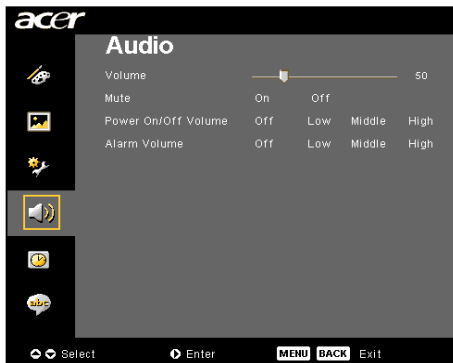 acer
Audio
Volume 50
Mute On Off
Power On/Off Volume Off Low Middle High
Alarm Volume Off Low Middle High
abc
Select Enter MENU BACK Exit